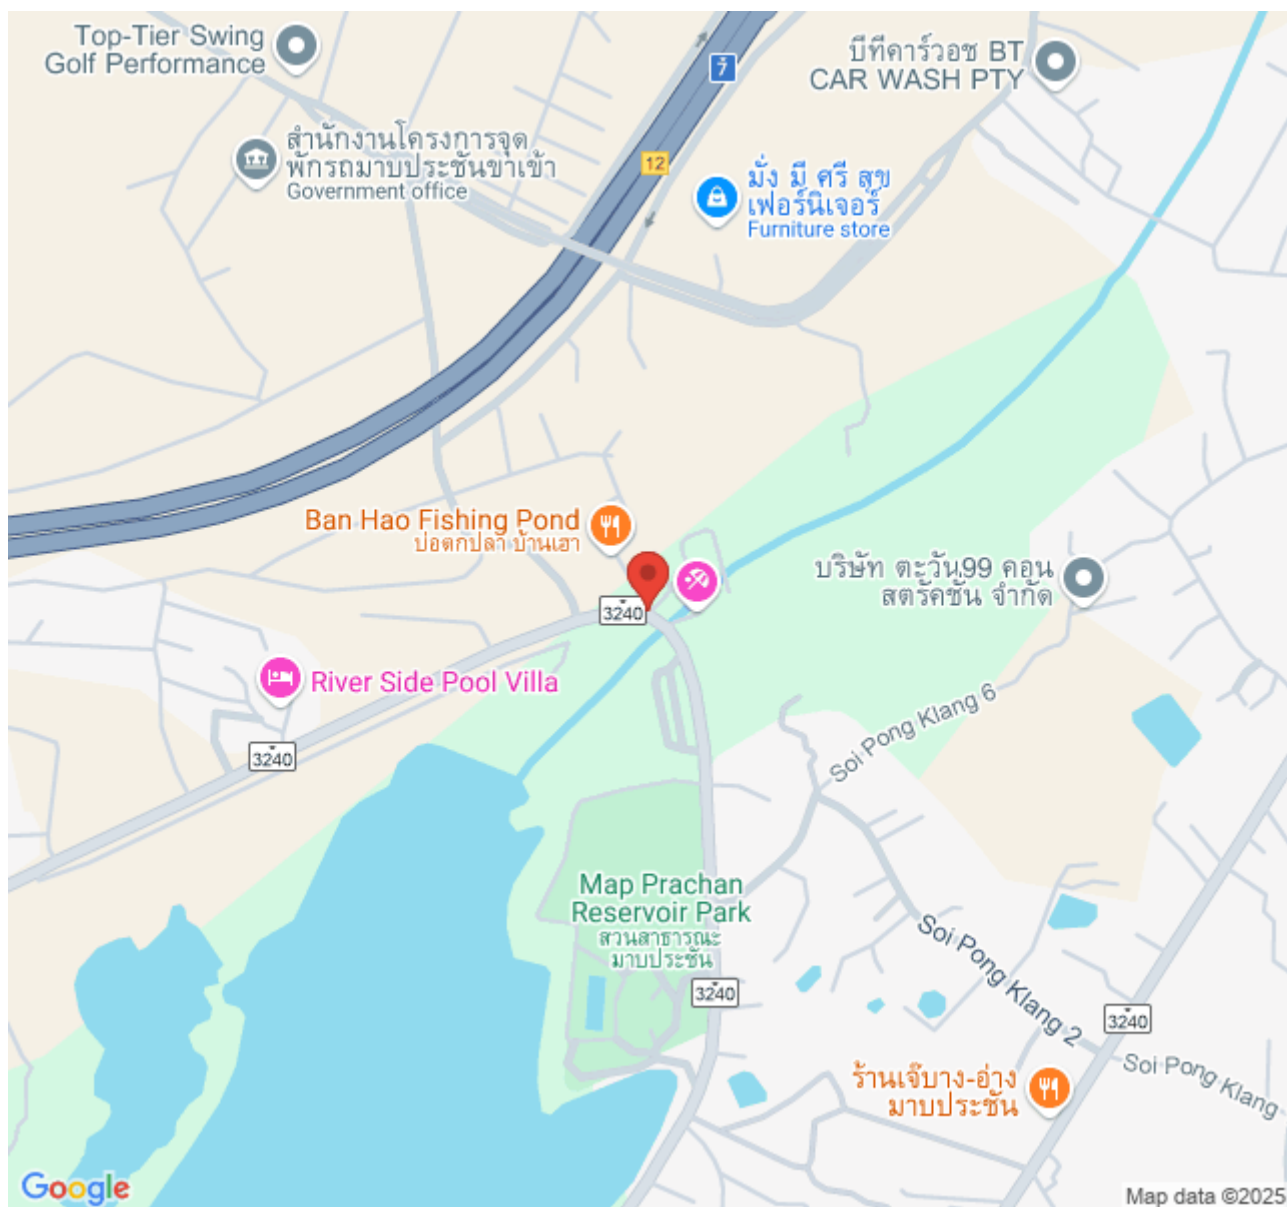 Top-Tier Swing
Golf Performance
7
บีทีคาร์วอช BT
CAR WASH PTY
สำนักงานโครงการจุด
พักรถมาบประชันขาเข้า
Government office
12
มั่ง มี ศรี สุข
เฟอร์นิเจอร์
Furniture store
Ban Hao Fishing Pond
บ่อตกปลา บ้านเฮา
บริษัท ตะวัน99 คอน
สตรัคชัน จำกัด
3240
River Side Pool Villa
Soi Pong Klang 6
3240
Map Prachan
Reservoir Park
สวนสาธารณะ
มาบประชัน
Soi Pong Klang 2
3240
3240
Soi Pong Klang
ร้านเจ๊บาง-อ่าง
มาบประชัน
Google
Map data ©2025